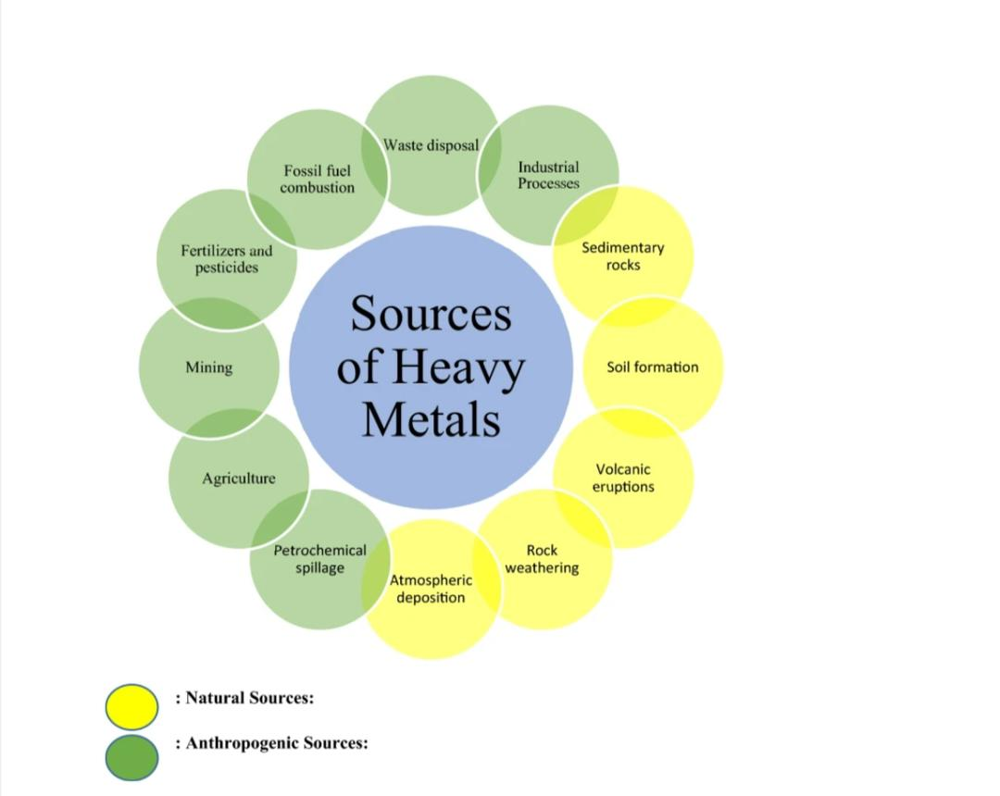 Waste disposal
Industrial
Processes
Sedimentary
rocks
Soil formation
Volcanic
eruptions
Rock
weathering
Atmospheric
deposition
Petrochemical
spillage
Agriculture
Mining
Fertilizers and
pesticides
Fossil fuel
combustion
Sources
of Heavy
Metals
: Natural Sources:
: Anthropogenic Sources: